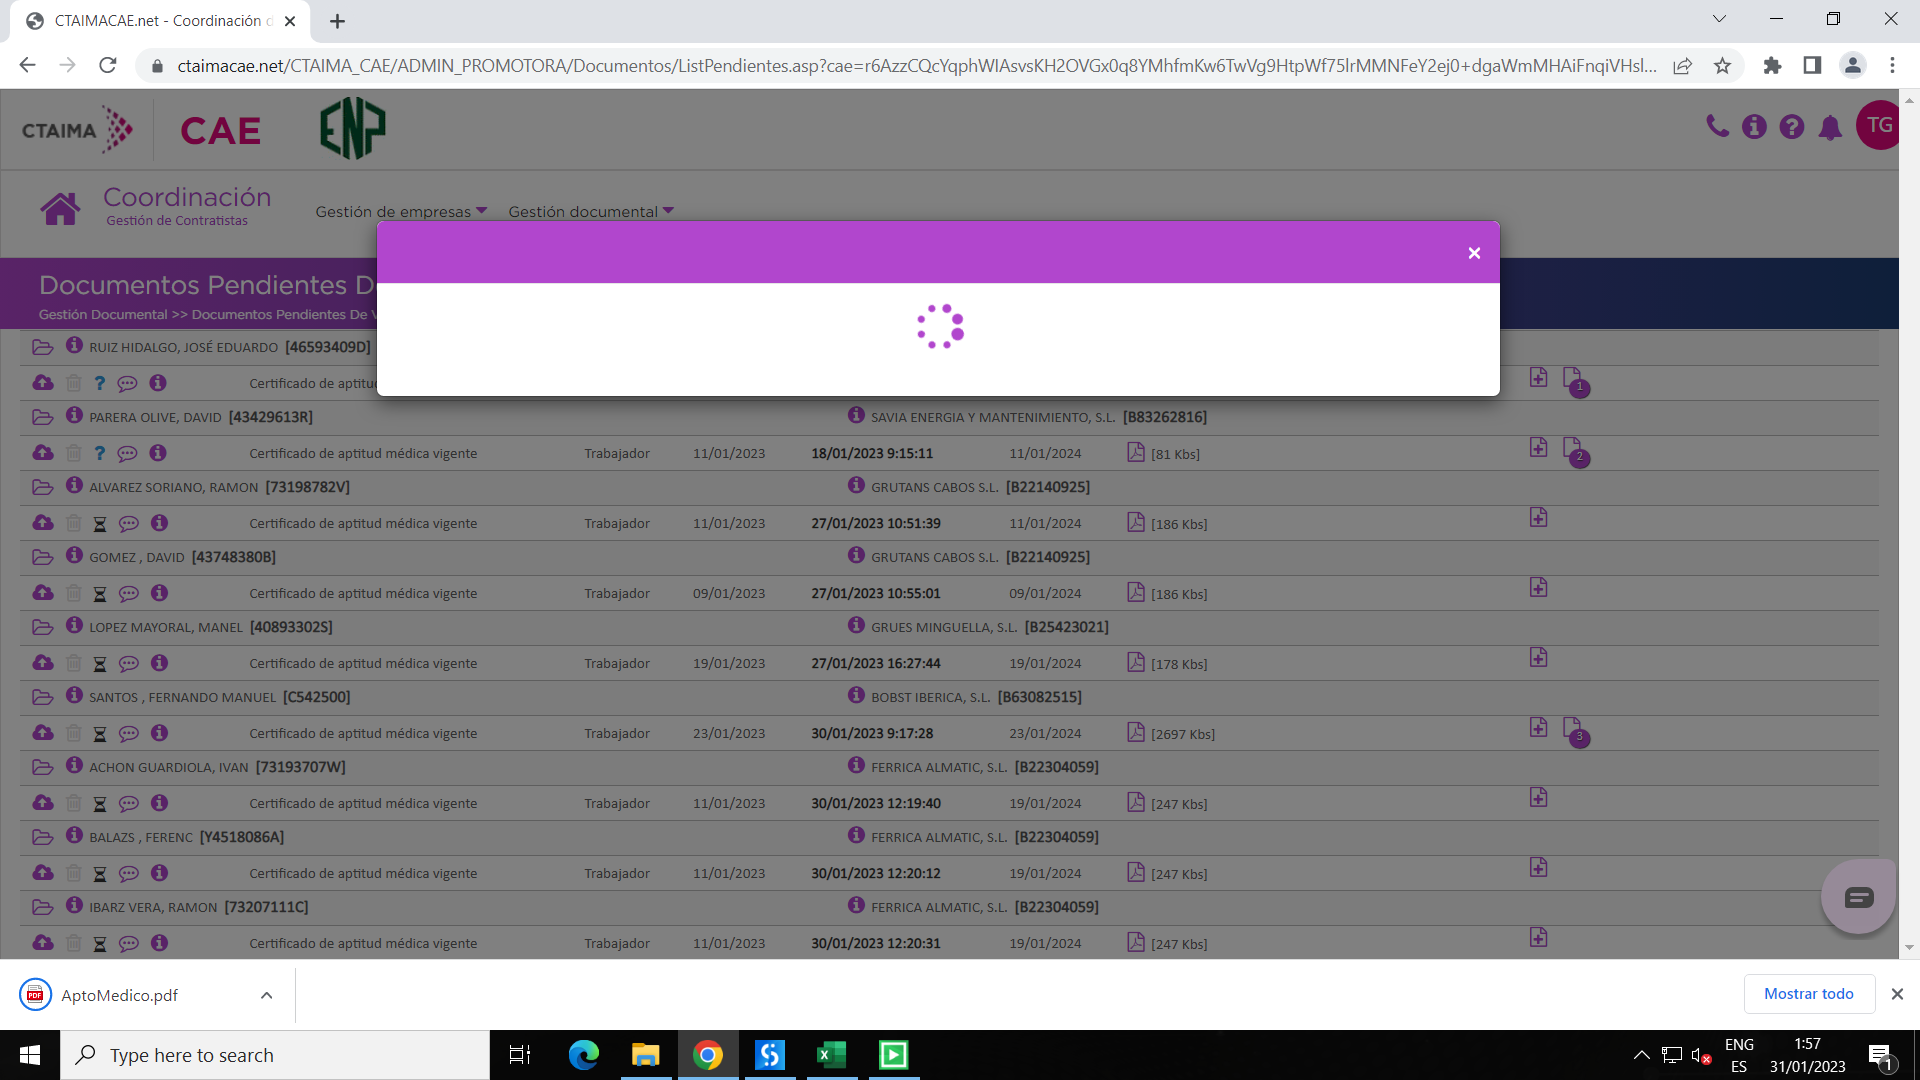 CTAIMACAE.net - Coordinación d
ctaimacae.net/CTAIMA_CAE/ADMIN_PROMOTORA/Documentos/ListPendientes.asp?cae=r6AzzCQcYqphWIAsvsKH2OVGx0q8YMhfmKw6TwVg9HtpWf75lrMMNFeY2ej0+dgaWmMHAiFnqiVHsl...
CTAIMA CAE ENP TG
Coordinación
Gestión de Contratistas
Gestión de empresas Gestión documental
Documentos Pendientes D
Gestión Documental >> Documentos Pendientes De V
RUIZ HIDALGO, JOSÉ EDUARDO [46593409D]
Certificado de aptitud 1
PARERA OLIVE, DAVID [43429613R] SAVIA ENERGIA Y MANTENIMIENTO, S.L. [B83262816]
Certificado de aptitud médica vigente Trabajador 11/01/2023 18/01/2023 9:15:11 11/01/2024 [81 Kbs] 2
ALVAREZ SORIANO, RAMON [73198782V] GRUTANS CABOS S.L. [B22140925]
Certificado de aptitud médica vigente Trabajador 11/01/2023 27/01/2023 10:51:39 11/01/2024 [186 Kbs]
GOMEZ , DAVID [43748380B] GRUTANS CABOS S.L. [B22140925]
Certificado de aptitud médica vigente Trabajador 09/01/2023 27/01/2023 10:55:01 09/01/2024 [186 Kbs]
LOPEZ MAYORAL, MANEL [40893302S] GRUES MINGUELLA, S.L. [B25423021]
Certificado de aptitud médica vigente Trabajador 19/01/2023 27/01/2023 16:27:44 19/01/2024 [178 Kbs]
SANTOS , FERNANDO MANUEL [C542500] BOBST IBERICA, S.L. [B63082515]
Certificado de aptitud médica vigente Trabajador 23/01/2023 30/01/2023 9:17:28 23/01/2024 [2697 Kbs] 3
ACHON GUARDIOLA, IVAN [73193707W] FERRICA ALMATIC, S.L. [B22304059]
Certificado de aptitud médica vigente Trabajador 11/01/2023 30/01/2023 12:19:40 19/01/2024 [247 Kbs]
BALAZS , FERENC [Y4518086A] FERRICA ALMATIC, S.L. [B22304059]
Certificado de aptitud médica vigente Trabajador 11/01/2023 30/01/2023 12:20:12 19/01/2024 [247 Kbs]
IBARZ VERA, RAMON [73207111C] FERRICA ALMATIC, S.L. [B22304059]
Certificado de aptitud médica vigente Trabajador 11/01/2023 30/01/2023 12:20:31 19/01/2024 [247 Kbs]
PDF AptoMedico.pdf Mostrar todo
Type here to search
ENG 1:57
ES 31/01/2023 1